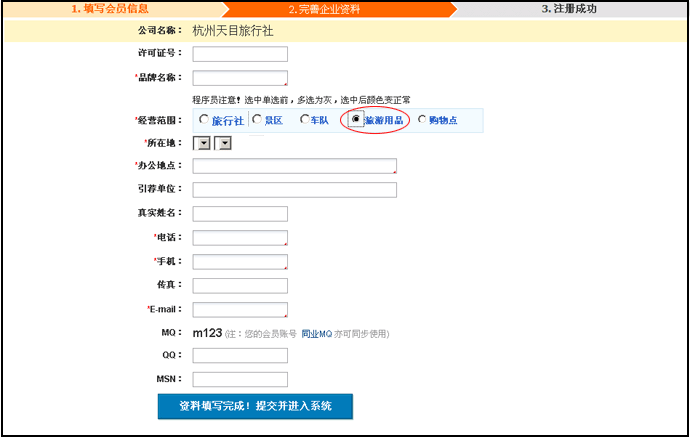 1. 填写会员信息 2. 完善企业资料 3. 注册成功
公司名称： 杭州天目旅行社
许可证号：
*品牌名称：
程序员注意！选中单选前，多选为灰，选中后颜色变正常
*经营范围： 旅行社 景区 车队 旅游用品 购物点
*所在地：
*办公地点：
引荐单位：
真实姓名：
*电话：
*手机：
传真：
*E-mail：
MQ： m123 (注：您的会员账号 同业MQ 亦可同步使用)
QQ：
MSN：
资料填写完成！提交并进入系统